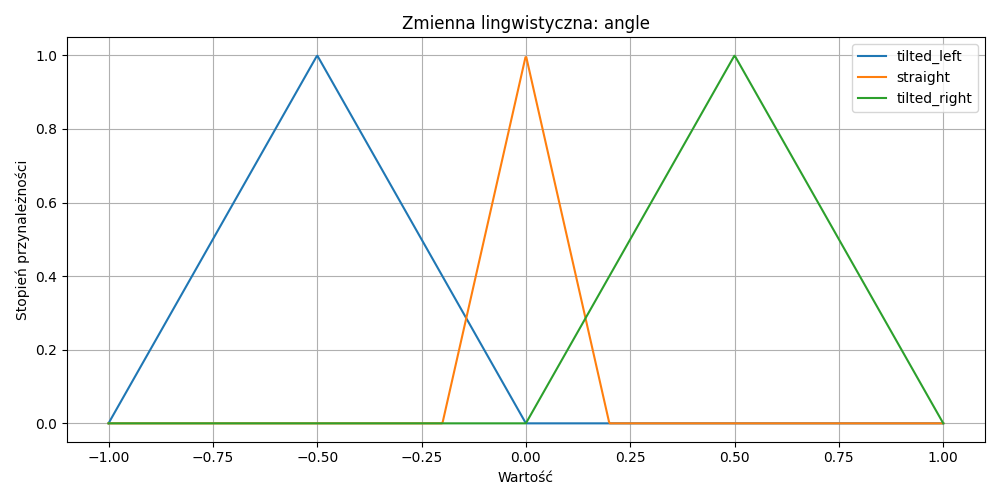 Zmienna lingwistyczna: angle
tilted_left
straight
tilted_right
Stopień przynależności
1.0
0.8
0.6
0.4
0.2
0.0
−1.00 −0.75 −0.50 −0.25 0.00 0.25 0.50 0.75 1.00
Wartość